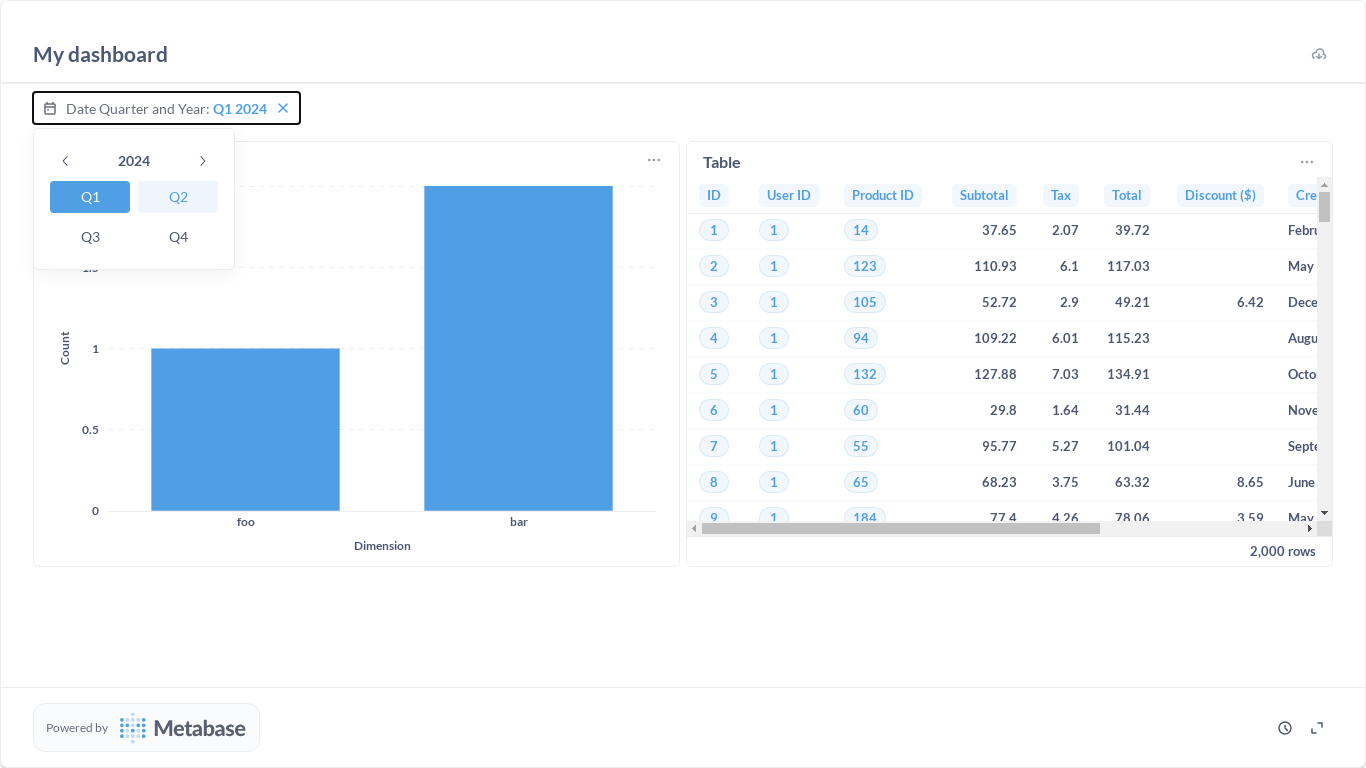 My dashboard
Date Quarter and Year: Q1 2024
2024
Q1 Q2
Q3 Q4
1
0.5
0
Count
foo bar
Dimension
Table
ID User ID Product ID Subtotal Tax Total Discount ($) Cre
1 1 14 37.65 2.07 39.72 Febru
2 1 123 110.93 6.1 117.03 May
3 1 105 52.72 2.9 49.21 6.42 Dece
4 1 94 109.22 6.01 115.23 Augu
5 1 132 127.88 7.03 134.91 Octo
6 1 60 29.8 1.64 31.44 Nove
7 1 55 95.77 5.27 101.04 Septe
8 1 65 68.23 3.75 63.32 8.65 June
9 1 184 77.4 4.26 78.06 3.59 May
2,000 rows
Powered by Metabase